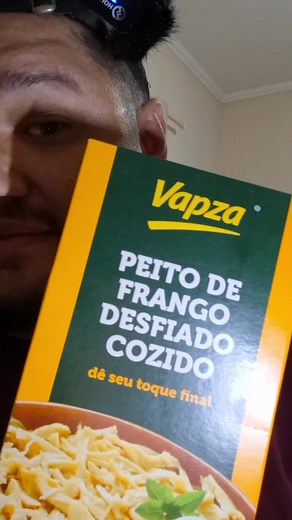 Vapza
PEITO DE
FRANGO
DESFIADO
COZIDO
dê seu toque final